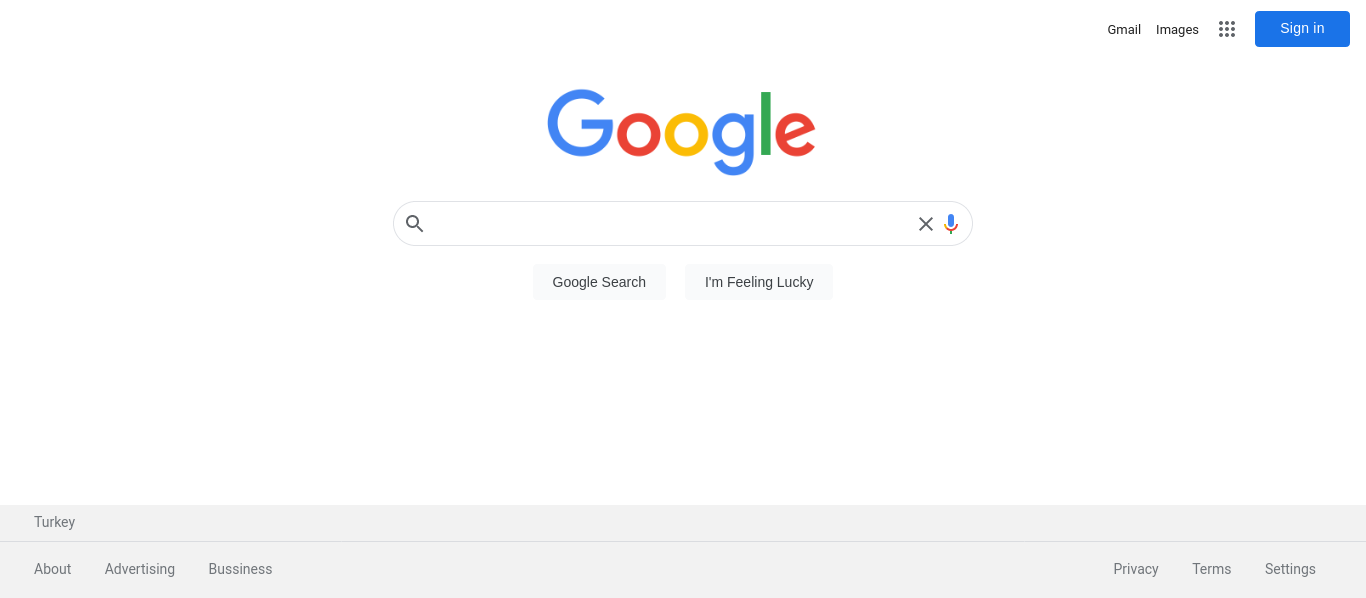 Gmail Images Sign in
Google
Google Search I'm Feeling Lucky
Turkey
About Advertising Bussiness Privacy Terms Settings